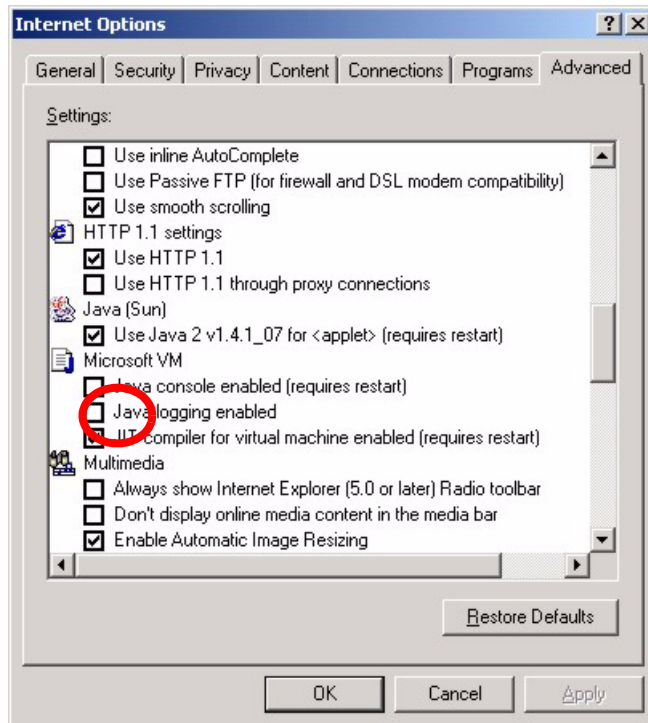 Internet Options
General Security Privacy Content Connections Programs Advanced
Settings:
Use inline AutoComplete
Use Passive FTP (for firewall and DSL modem compatibility)
Use smooth scrolling
HTTP 1.1 settings
Use HTTP 1.1
Use HTTP 1.1 through proxy connections
Java (Sun)
Use Java 2 v1.4.1_07 for <applet> (requires restart)
Microsoft VM
Java console enabled (requires restart)
Java logging enabled
JIT compiler for virtual machine enabled (requires restart)
Multimedia
Always show Internet Explorer (5.0 or later) Radio toolbar
Don't display online media content in the media bar
Enable Automatic Image Resizing
Restore Defaults
OK Cancel Apply